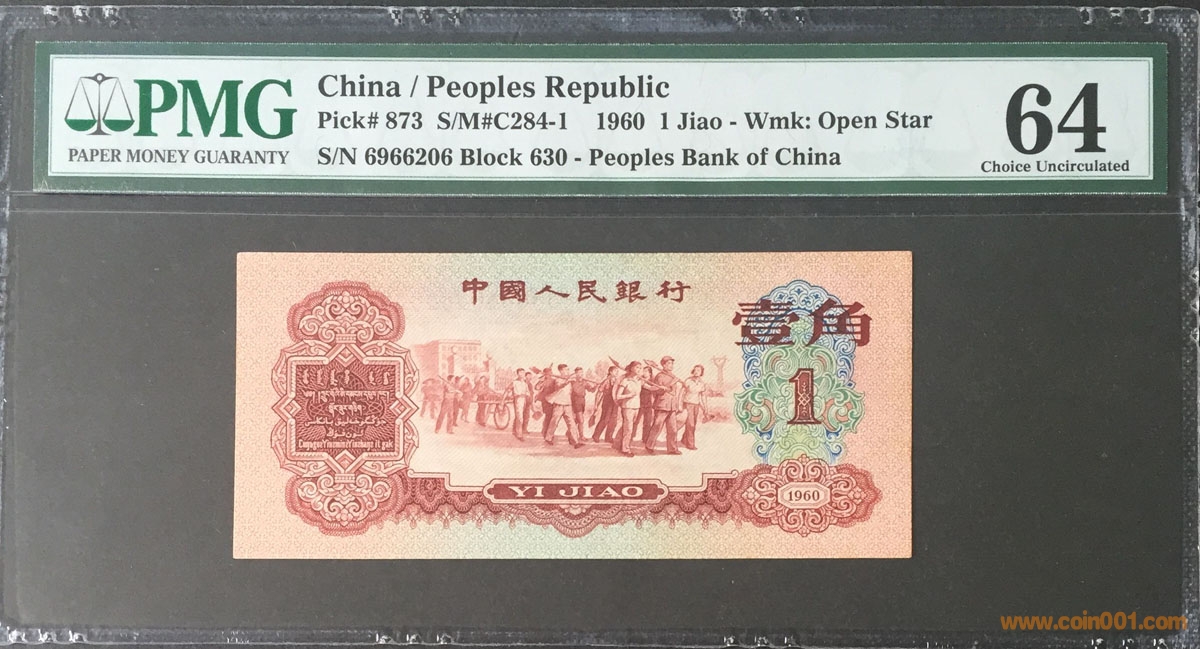 PMG
PAPER MONEY GUARANTY
China / Peoples Republic
Pick# 873 S/M#C284-1 1960 1 Jiao - Wmk: Open Star
S/N 6966206 Block 630 - Peoples Bank of China
64
Choice Uncirculated
中國人民銀行
壹角
1
YI JIAO
1960
www.coin001.com